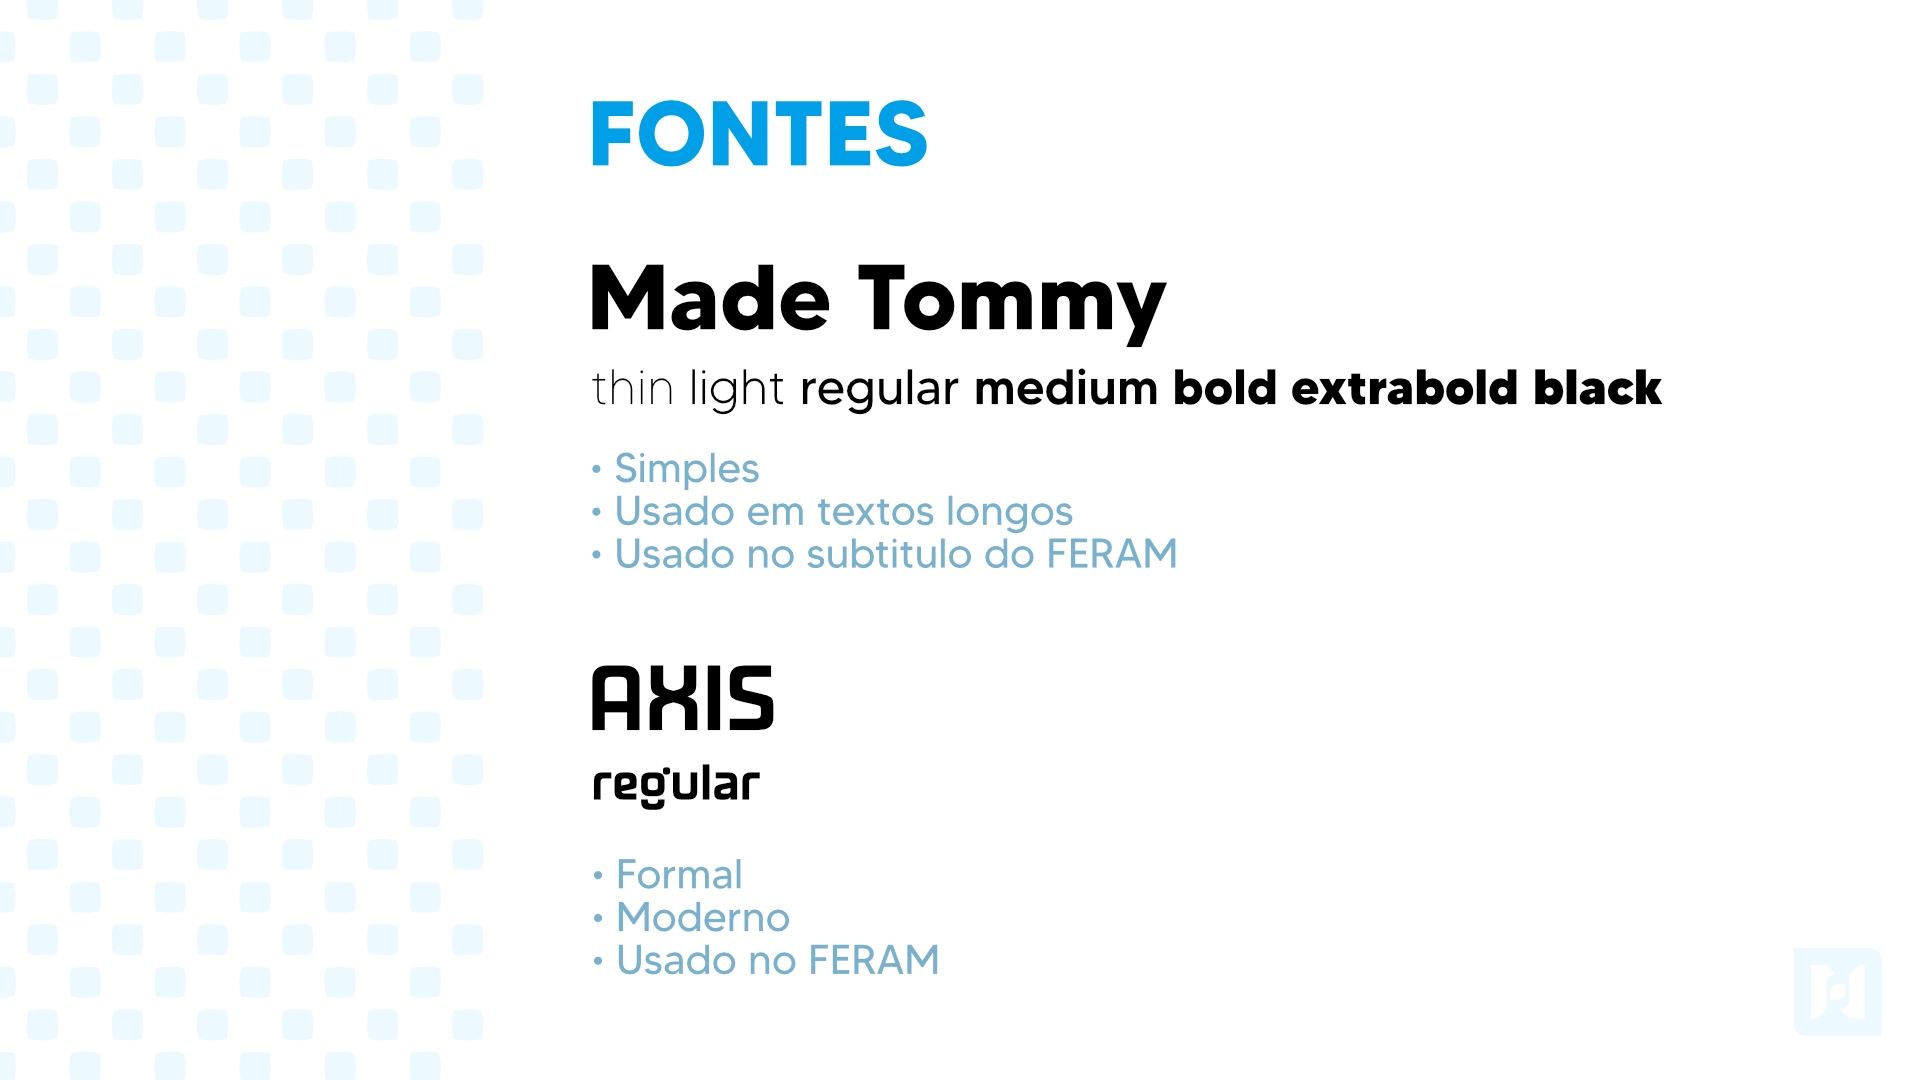 FONTES
Made Tommy
thin light regular medium bold extrabold black
• Simples
• Usado em textos longos
• Usado no subtitulo do FERAM
AXIS
regular
• Formal
• Moderno
• Usado no FERAM